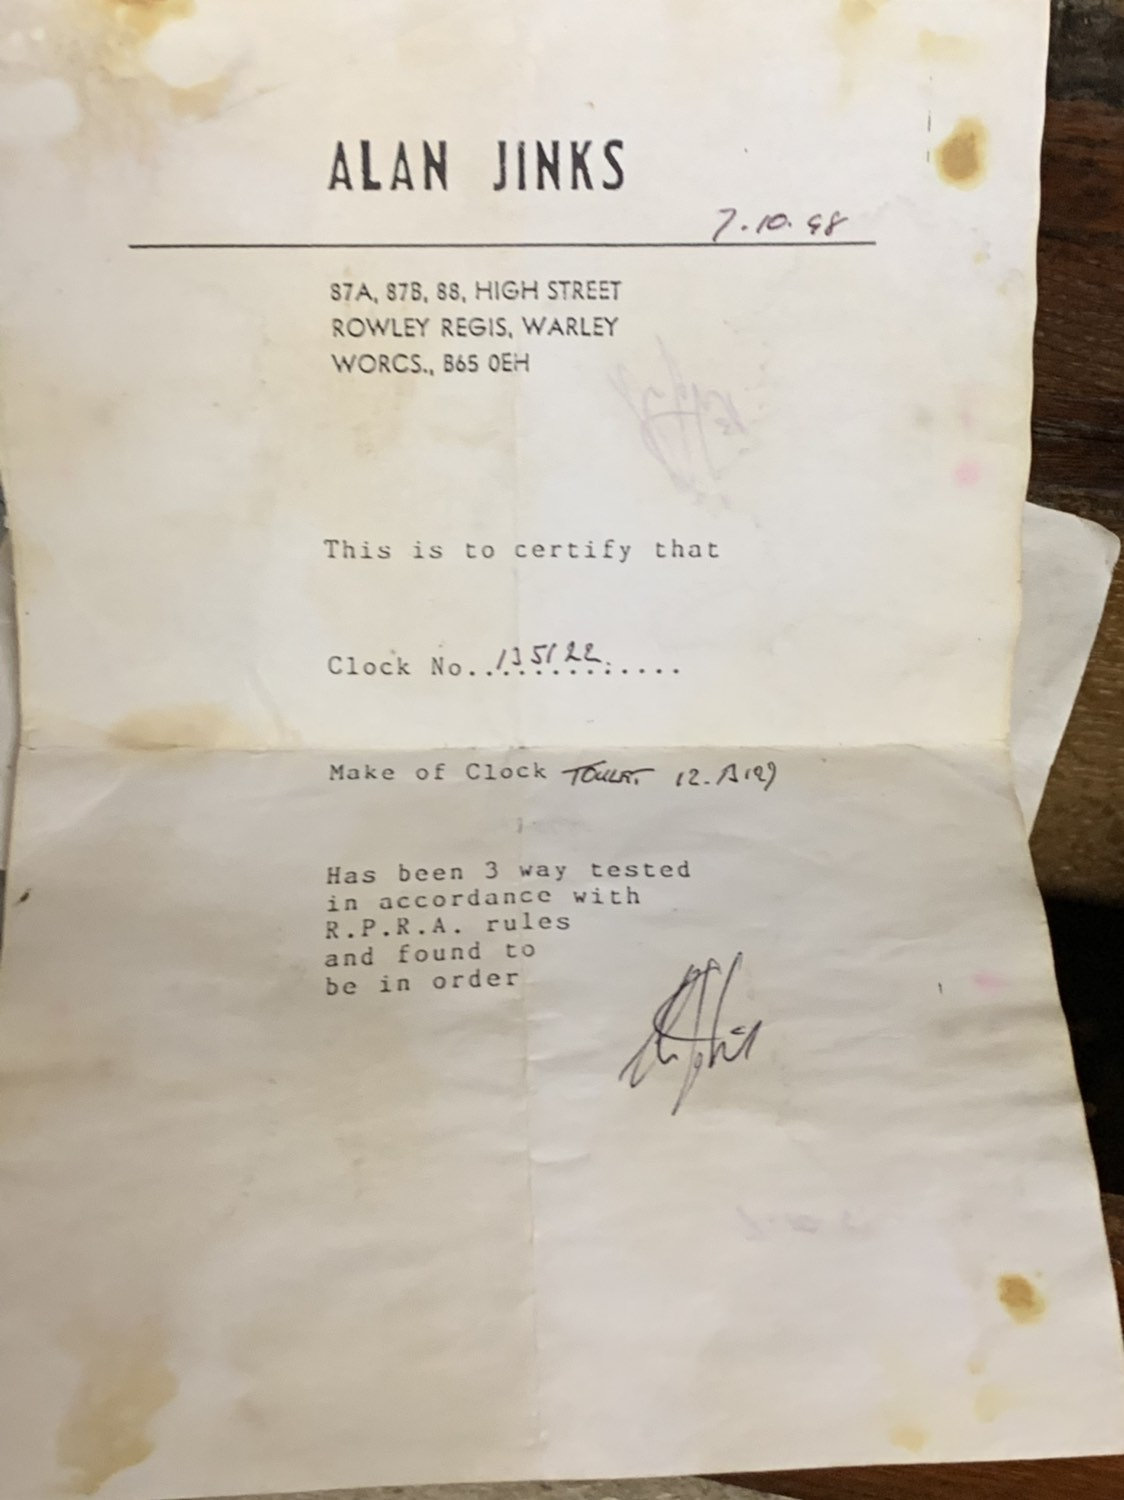 ALAN JINKS
7.10.98
87A, 87B, 88, HIGH STREET
ROWLEY REGIS, WARLEY
WORCS., B65 0EH
This is to certify that
Clock No..135122.....
Make of Clock 12.
Has been 3 way tested
in accordance with
R.P.R.A. rules
and found to
be in order